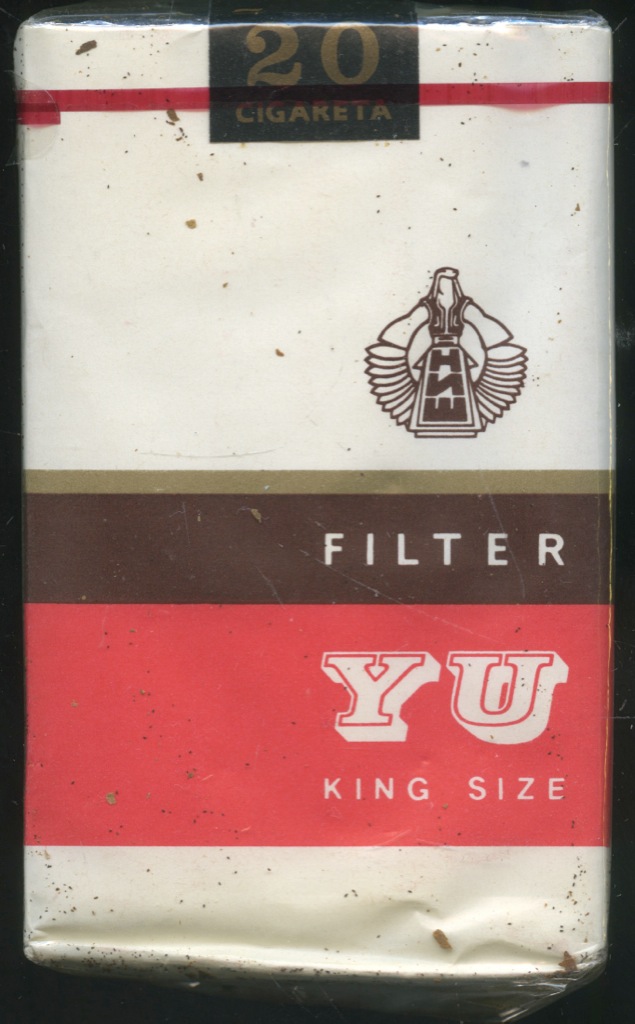 20
CIGARETA
FILTER
YU
KING SIZE